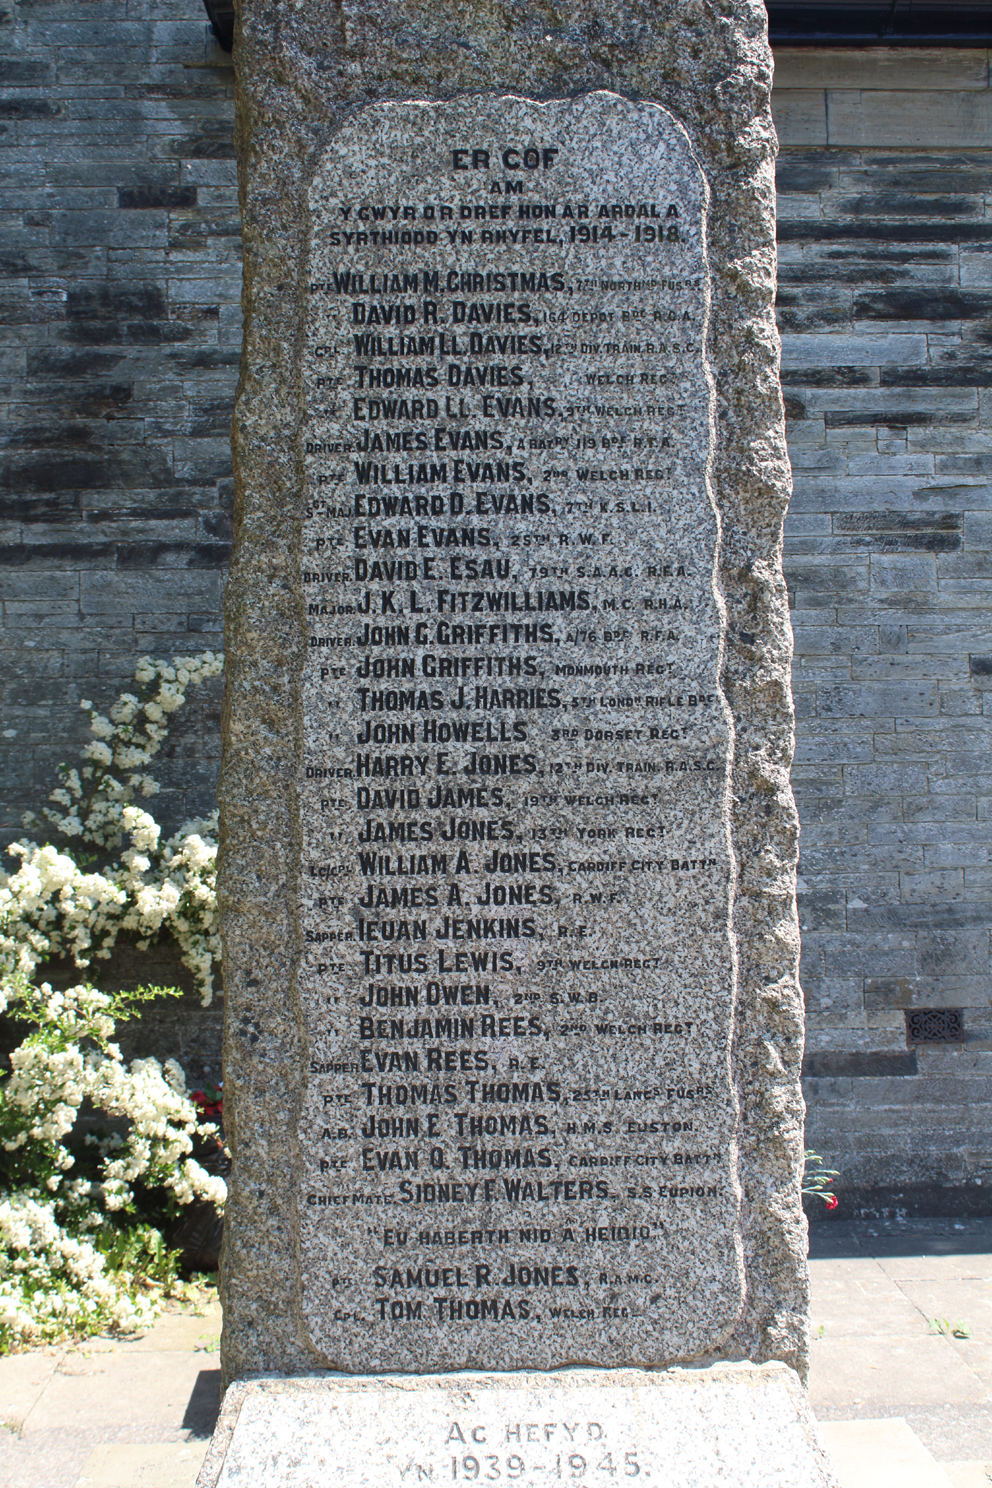 ER COF
AM
Y GWYR O'R DREF HON A'R ARDAL A
SYRTHIODD YN RHYFEL, 1914-1918.
PTE WILLIAM M. CHRISTMAS, 7TH NORTHMD FUSRS
" DAVID R. DAVIES, 164 DEPOT BDE R.G.A.
CPL WILLIAM LL. DAVIES, 12TH DIV. TRAIN. R.A.S.C.
PTE THOMAS DAVIES, WELCH REGT
PTE EDWARD LL. EVANS, 9TH WELCH REGT
DRIVER. JAMES EVANS, A BATRY 119 BDE R.F.A.
PTE WILLIAM EVANS, 2ND WELCH REGT
SGT MAJ. EDWARD D. EVANS, 7TH K.S.L.I.
PTE EVAN EVANS, 25TH R.W.F.
DRIVER. DAVID E. ESAU, 79TH S.A.A.C. R.F.A.
MAJOR. J. K. L. FITZWILLIAMS, M.C. R.H.A.
DRIVER. JOHN G. GRIFFITHS, A/76 BDE R.F.A.
PTE JOHN GRIFFITHS, MONMOUTH REGT
" THOMAS J. HARRIES, 5TH LONDN RIFLE BDE
" JOHN HOWELLS 3RD DORSET REGT
DRIVER. HARRY E. JONES, 12TH DIV. TRAIN. R.A.S.C.
PTE DAVID JAMES, 19TH WELCH REGT
" JAMES JONES, 13TH YORK REGT
LCE/CPL WILLIAM A. JONES, CARDIFF CITY BATTN
PTE JAMES A. JONES, R.W.F.
SAPPER. IEUAN JENKINS, R.E.
PTE TITUS LEWIS, 9TH WELCH REGT
" JOHN OWEN, 2ND S.W.B.
" BENJAMIN REES, 2ND WELCH REGT
SAPPER EVAN REES, R.E.
PTE THOMAS THOMAS, 25TH LANCS FUSRS
A.B. JOHN E. THOMAS, H.M.S. EUSTON.
PTE EVAN O. THOMAS, CARDIFF CITY BATTN
CHIEF MATE. SIDNEY F. WALTERS, S.S EUPION.
"EU HABERTH NID Â HEIBIO"
PTE SAMUEL R. JONES, R.A.M.C.
CPL. TOM THOMAS, WELCH REG.
AC HEFYD
YN 1939-1945.